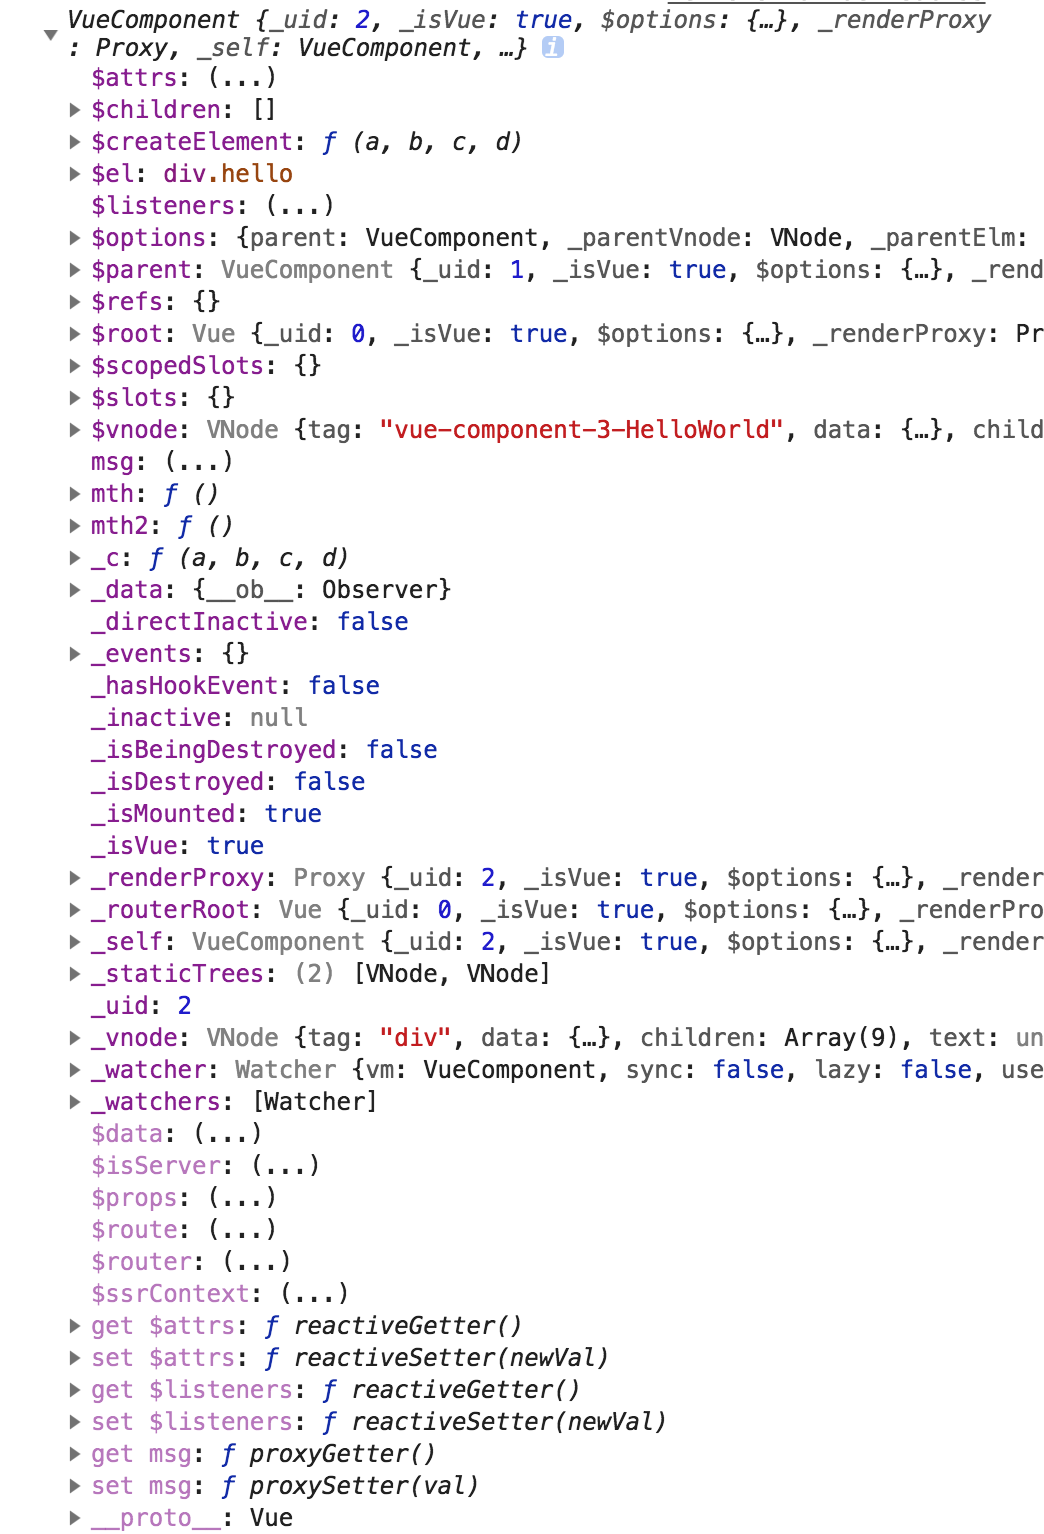 VueComponent {_uid: 2, _isVue: true, $options: {…}, _renderProxy
: Proxy, _self: VueComponent, …} i
$attrs: (...)
$children: []
$createElement: ƒ (a, b, c, d)
$el: div.hello
$listeners: (...)
$options: {parent: VueComponent, _parentVnode: VNode, _parentElm:
$parent: VueComponent {_uid: 1, _isVue: true, $options: {…}, _rend
$refs: {}
$root: Vue {_uid: 0, _isVue: true, $options: {…}, _renderProxy: Pr
$scopedSlots: {}
$slots: {}
$vnode: VNode {tag: "vue-component-3-HelloWorld", data: {…}, child
msg: (...)
mth: ƒ ()
mth2: ƒ ()
_c: ƒ (a, b, c, d)
_data: {__ob__: Observer}
_directInactive: false
_events: {}
_hasHookEvent: false
_inactive: null
_isBeingDestroyed: false
_isDestroyed: false
_isMounted: true
_isVue: true
_renderProxy: Proxy {_uid: 2, _isVue: true, $options: {…}, _render
_routerRoot: Vue {_uid: 0, _isVue: true, $options: {…}, _renderPro
_self: VueComponent {_uid: 2, _isVue: true, $options: {…}, _render
_staticTrees: (2) [VNode, VNode]
_uid: 2
_vnode: VNode {tag: "div", data: {…}, children: Array(9), text: un
_watcher: Watcher {vm: VueComponent, sync: false, lazy: false, use
_watchers: [Watcher]
$data: (...)
$isServer: (...)
$props: (...)
$route: (...)
$router: (...)
$ssrContext: (...)
get $attrs: ƒ reactiveGetter()
set $attrs: ƒ reactiveSetter(newVal)
get $listeners: ƒ reactiveGetter()
set $listeners: ƒ reactiveSetter(newVal)
get msg: ƒ proxyGetter()
set msg: ƒ proxySetter(val)
__proto__: Vue